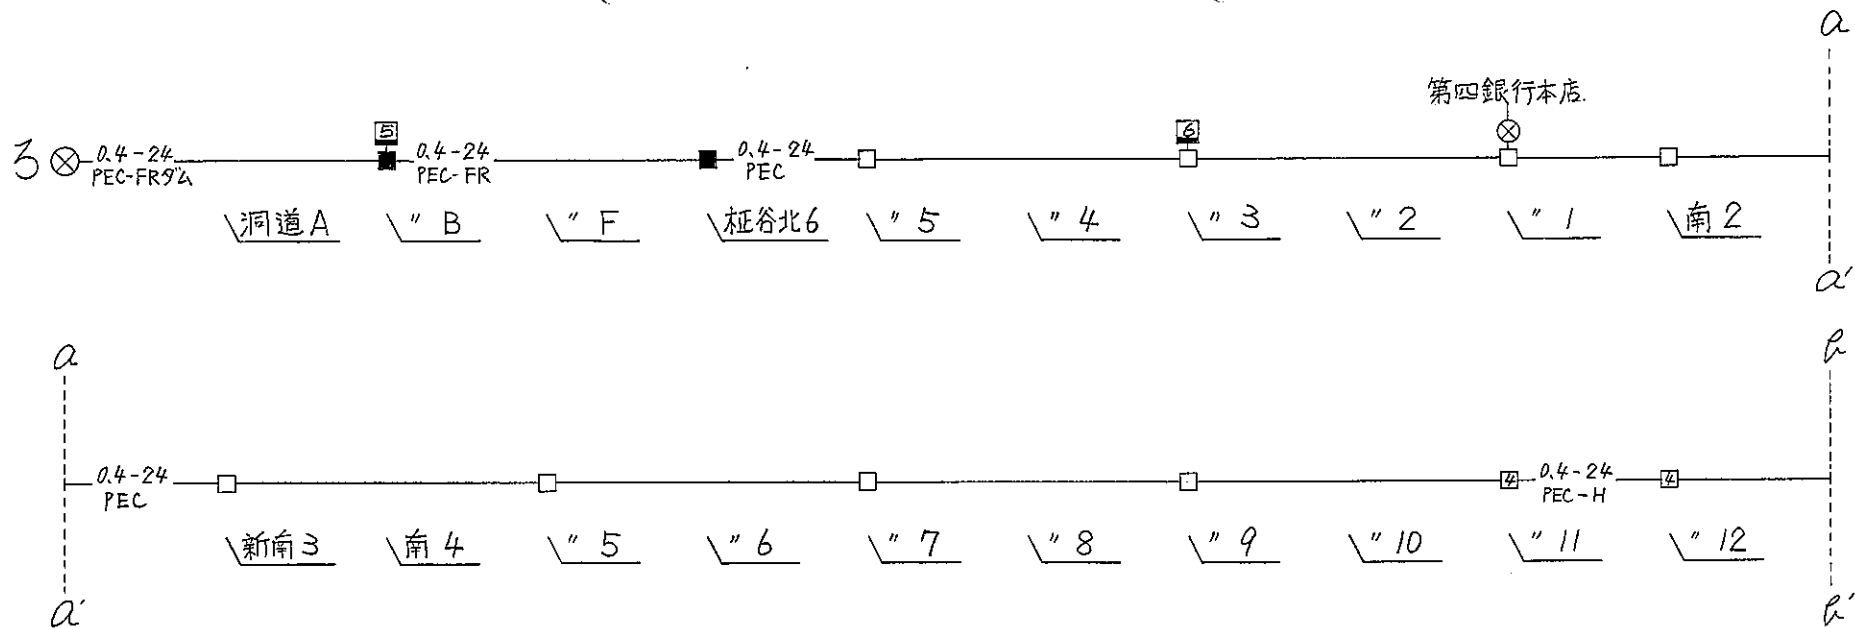 a
第四銀行本店.
5
6
3
0.4-24
PEC-FRダム
0.4-24
PEC-FR
0.4-24
PEC
洞道A
〃 B
〃 F
柾谷北6
〃 5
〃 4
〃 3
〃 2
〃 1
南2
a'
a
b
0.4-24
PEC
4
0.4-24
PEC-H
4
新南3
南4
〃 5
〃 6
〃 7
〃 8
〃 9
〃 10
〃 11
〃 12
a'
b'